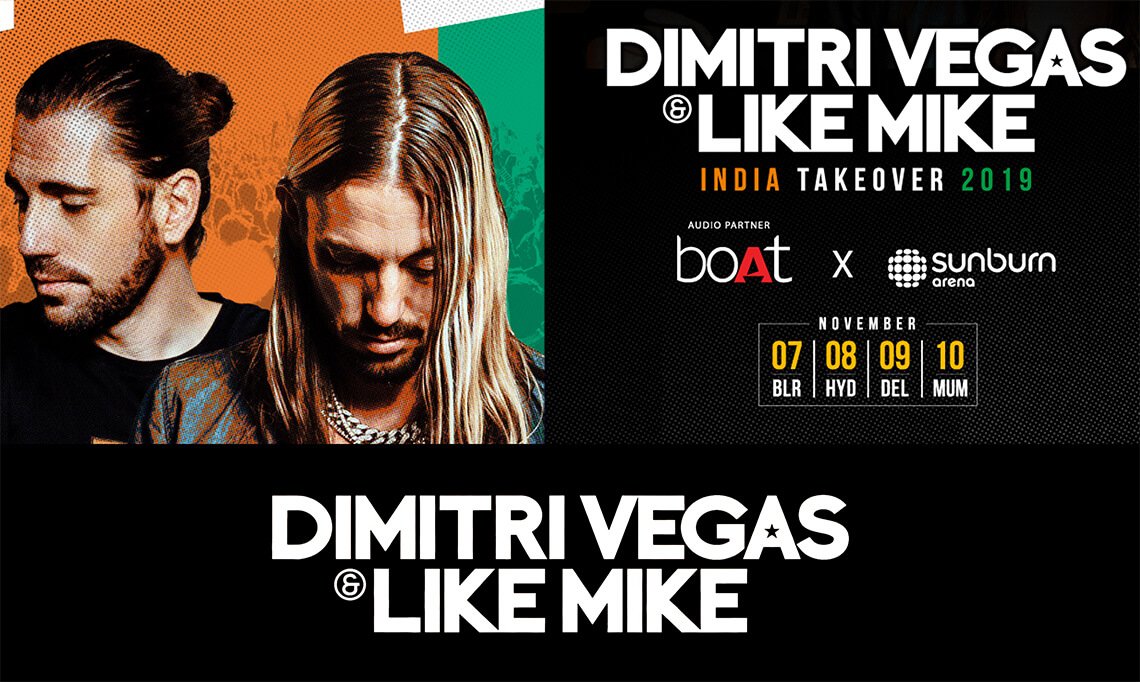 DIMITRI VEGAS
& LIKE MIKE
INDIA TAKEOVER 2019
AUDIO PARTNER
boAt X sunburn
arena
NOVEMBER
07 08 09 10
BLR HYD DEL MUM
DIMITRI VEGAS
& LIKE MIKE